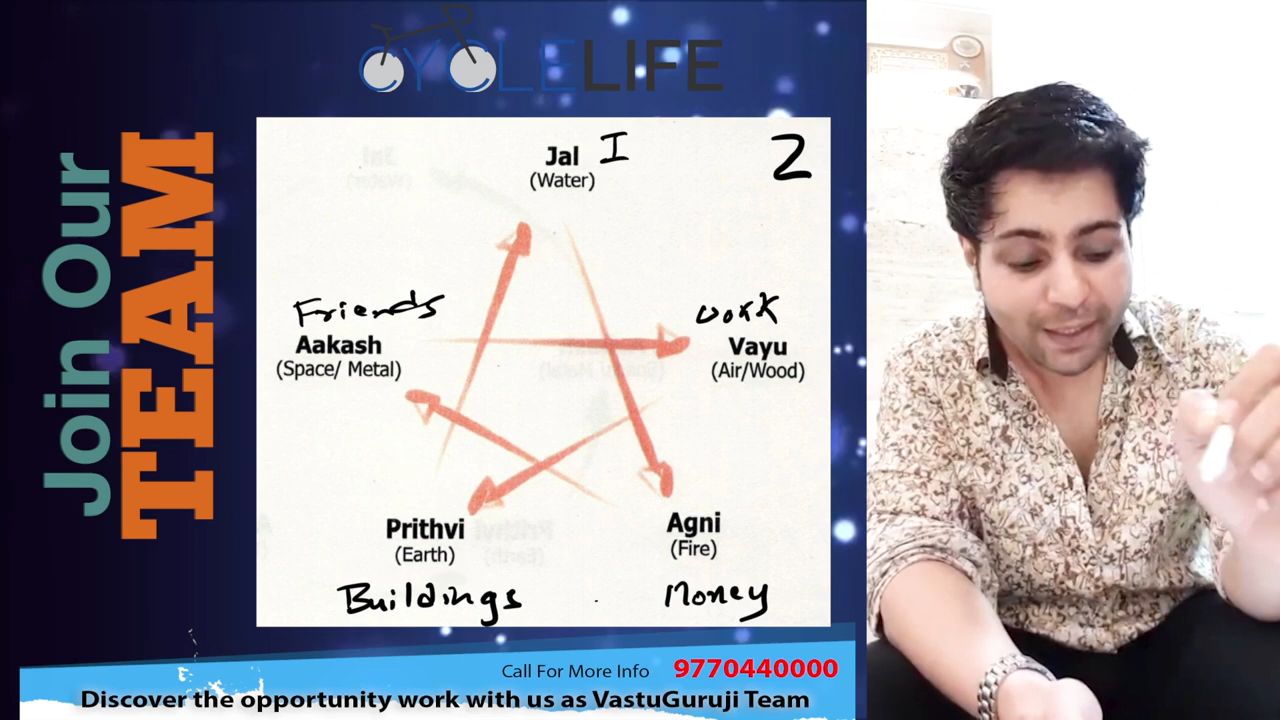 CYCLELIFE
Join Our
TEAM
Jal I
(Water)
2
Friends
Aakash
(Space/ Metal)
work
Vayu
(Air/Wood)
Prithvi
(Earth)
Agni
(Fire)
Buildings
Money
Call For More Info 9770440000
Discover the opportunity work with us as VastuGuruji Team